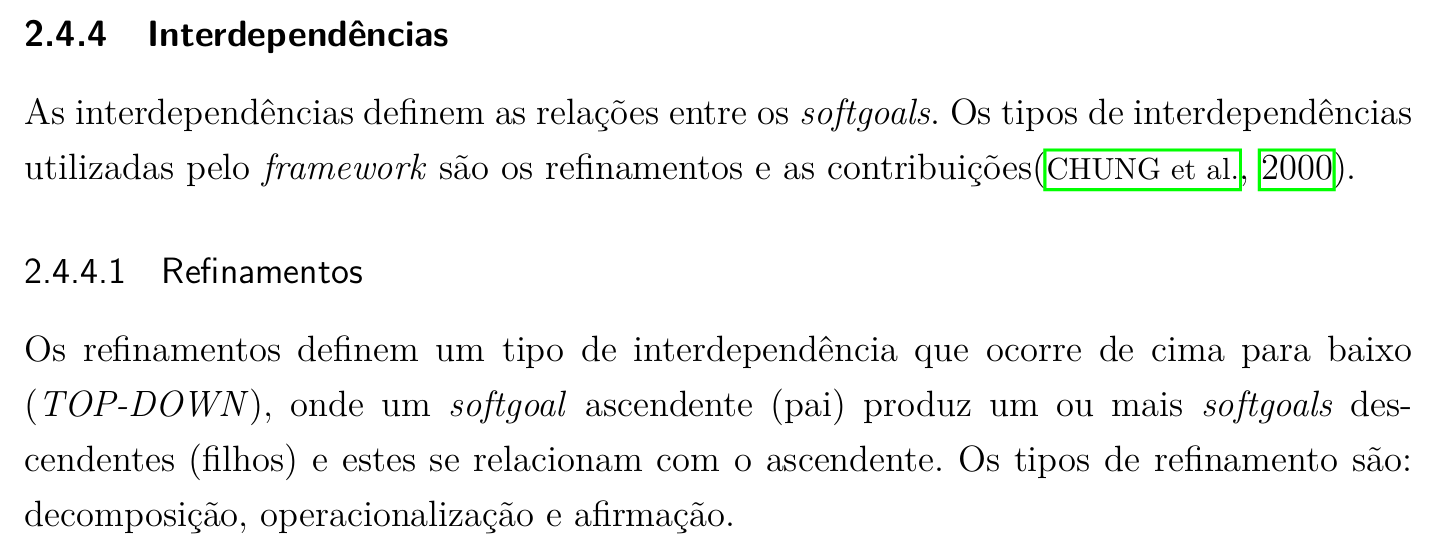 2.4.4 Interdependências
As interdependências definem as relações entre os softgoals. Os tipos de interdependências
utilizadas pelo framework são os refinamentos e as contribuições(CHUNG et al., 2000).
2.4.4.1 Refinamentos
Os refinamentos definem um tipo de interdependência que ocorre de cima para baixo
(TOP-DOWN), onde um softgoal ascendente (pai) produz um ou mais softgoals des-
cendentes (filhos) e estes se relacionam com o ascendente. Os tipos de refinamento são:
decomposição, operacionalização e afirmação.